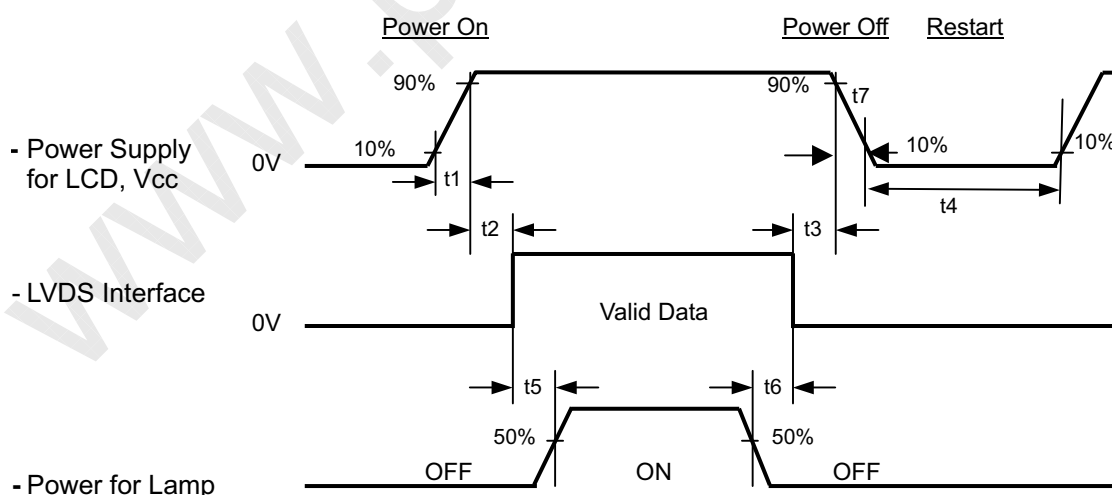 Power On Power Off Restart
90% 90% t7
- Power Supply
for LCD, Vcc
0V 10% 10% 10%
t1 t4
t2 t3
- LVDS Interface
0V Valid Data
t5 t6
50% 50%
- Power for Lamp OFF ON OFF
www.p